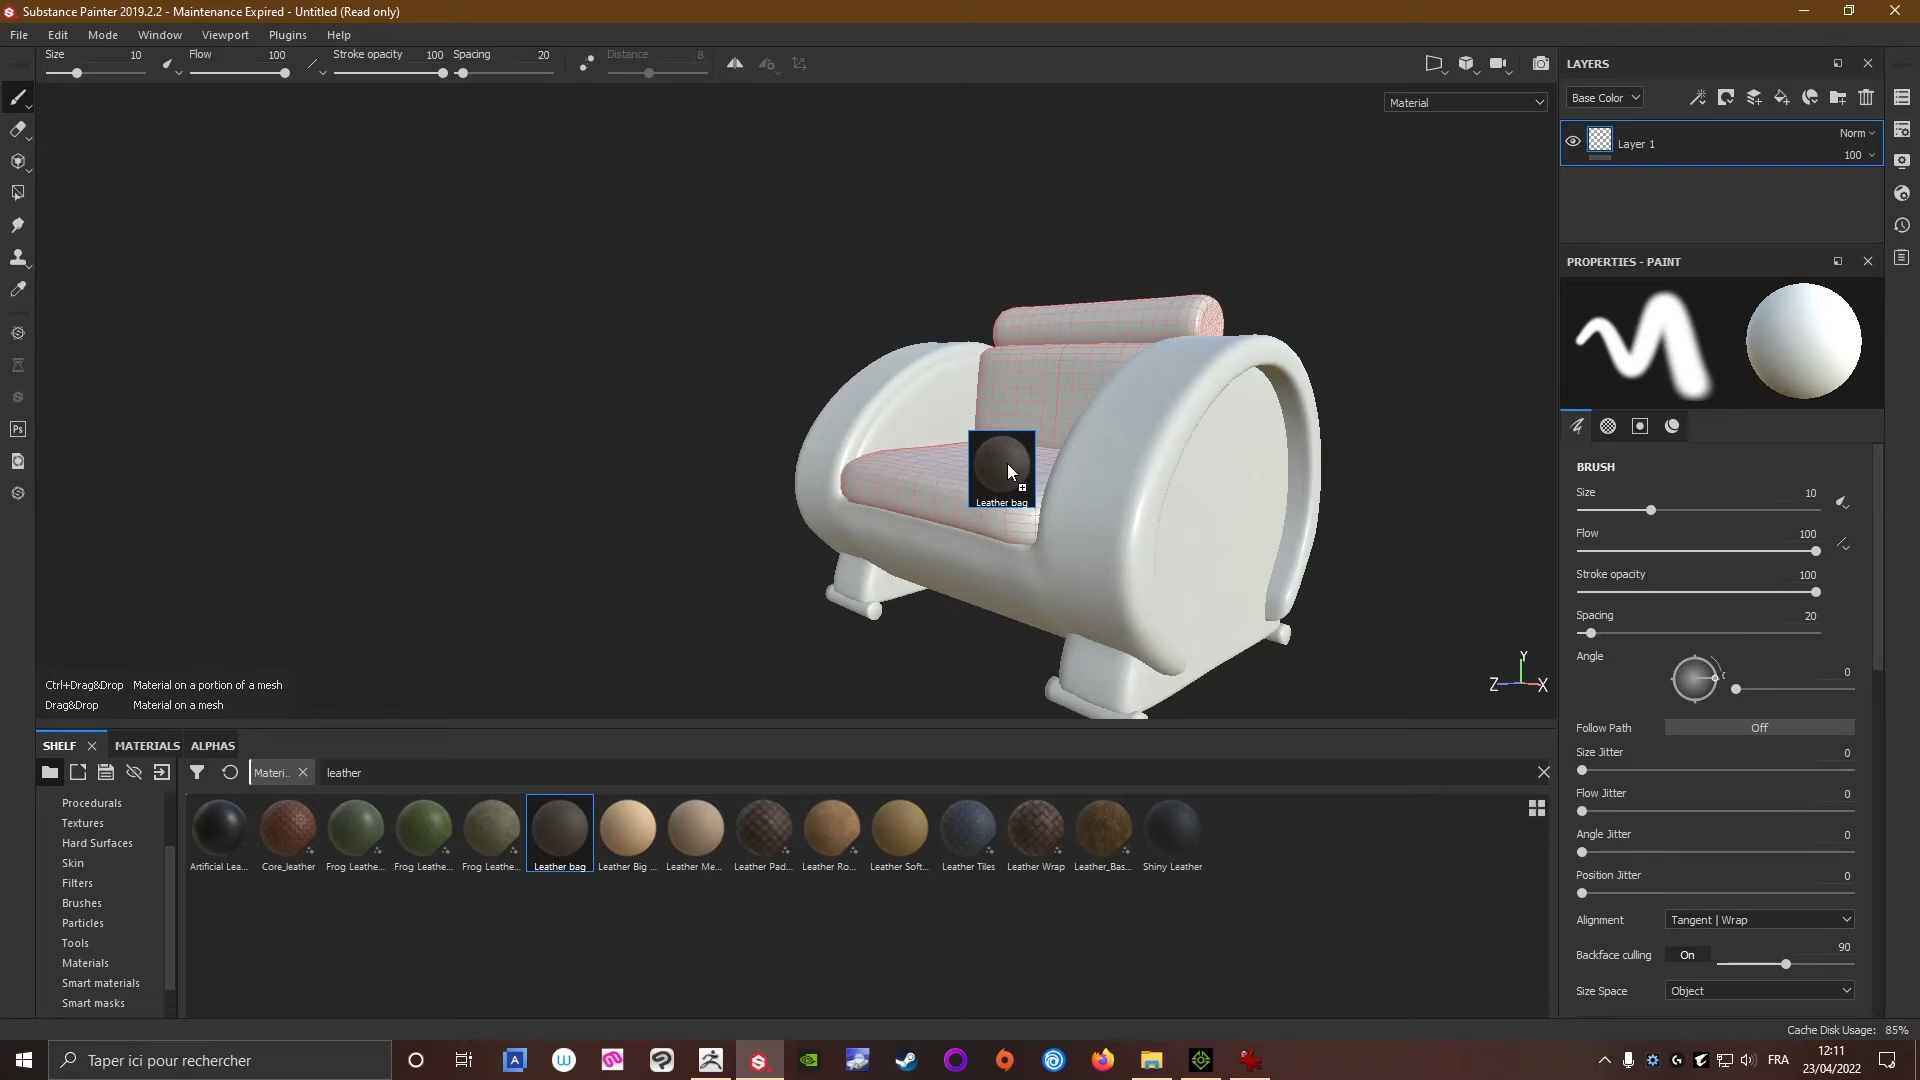 Substance Painter 2019.2.2 - Maintenance Expired - Untitled (Read only)
File Edit Mode Window Viewport Plugins Help
Size 10 Flow 100 Stroke opacity 100 Spacing 20 Distance 8
Material
LAYERS
Base Color
Layer 1
Norm
100
PROPERTIES - PAINT
BRUSH
Size 10
Flow 100
Stroke opacity 100
Spacing 20
Angle 0
Follow Path Off
Size Jitter 0
Flow Jitter 0
Angle Jitter 0
Position Jitter 0
Alignment Tangent | Wrap
Backface culling On 90
Size Space Object
Leather bag
Y
Z X
Ctrl+Drag&Drop Material on a portion of a mesh
Drag&Drop Material on a mesh
Ps
SHELF MATERIALS ALPHAS
Materi.. leather
Procedurals
Textures
Hard Surfaces
Skin
Filters
Brushes
Particles
Tools
Materials
Smart materials
Smart masks
Artificial Lea... Core_leather Frog Leathe... Frog Leathe... Frog Leathe... Leather bag Leather Big ... Leather Me... Leather Pad... Leather Ro... Leather Soft... Leather Tiles Leather Wrap Leather_Bas... Shiny Leather
Cache Disk Usage: 85%
Taper ici pour rechercher
FRA
12:11
23/04/2022